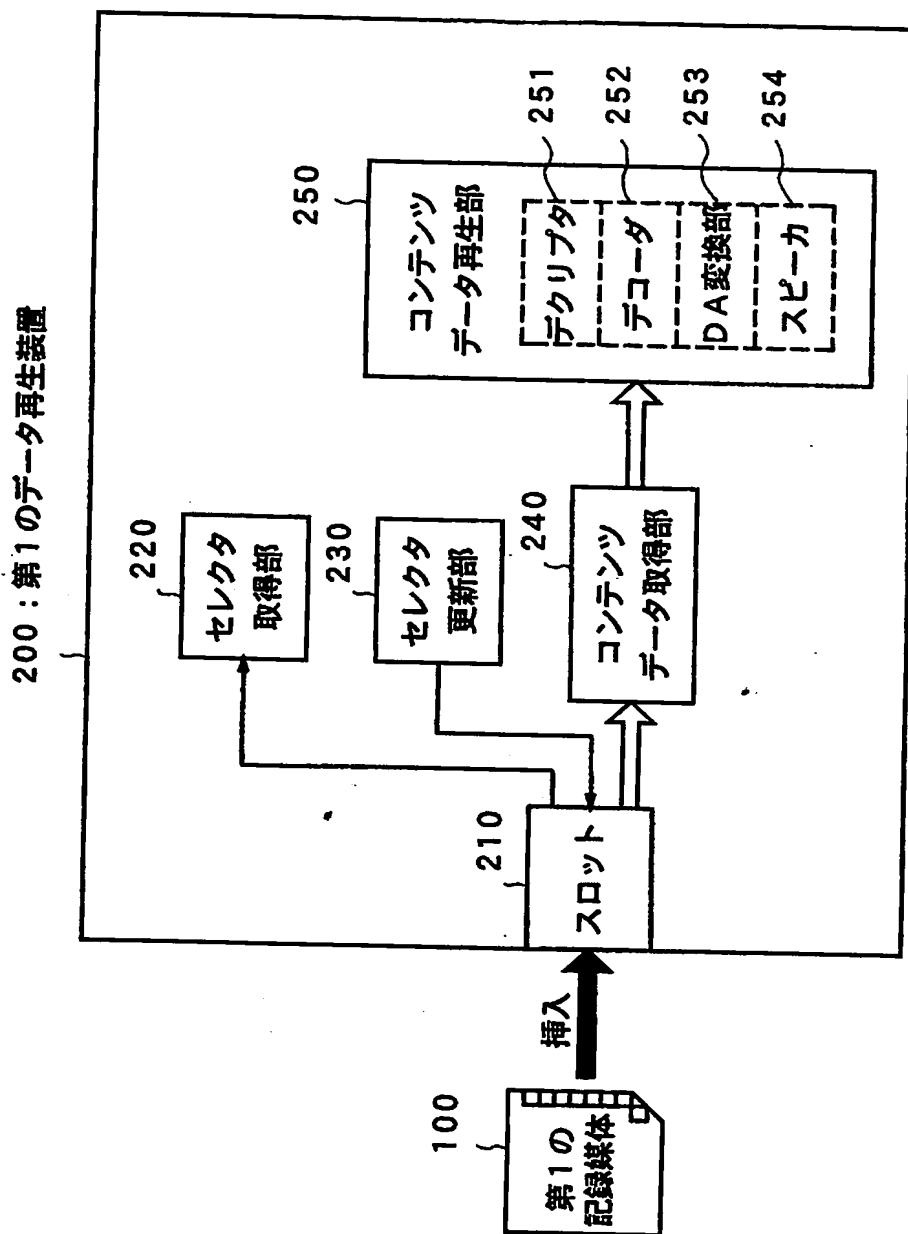 200:第1のデータ再生装置
100
第1の
記録媒体
挿入
210
スロット
220
セレクタ
取得部
230
セレクタ
更新部
240
コンテンツ
データ取得部
250
コンテンツ
データ再生部
デクリプタ
251
デコーダ
252
DA変換部
253
スピーカ
254